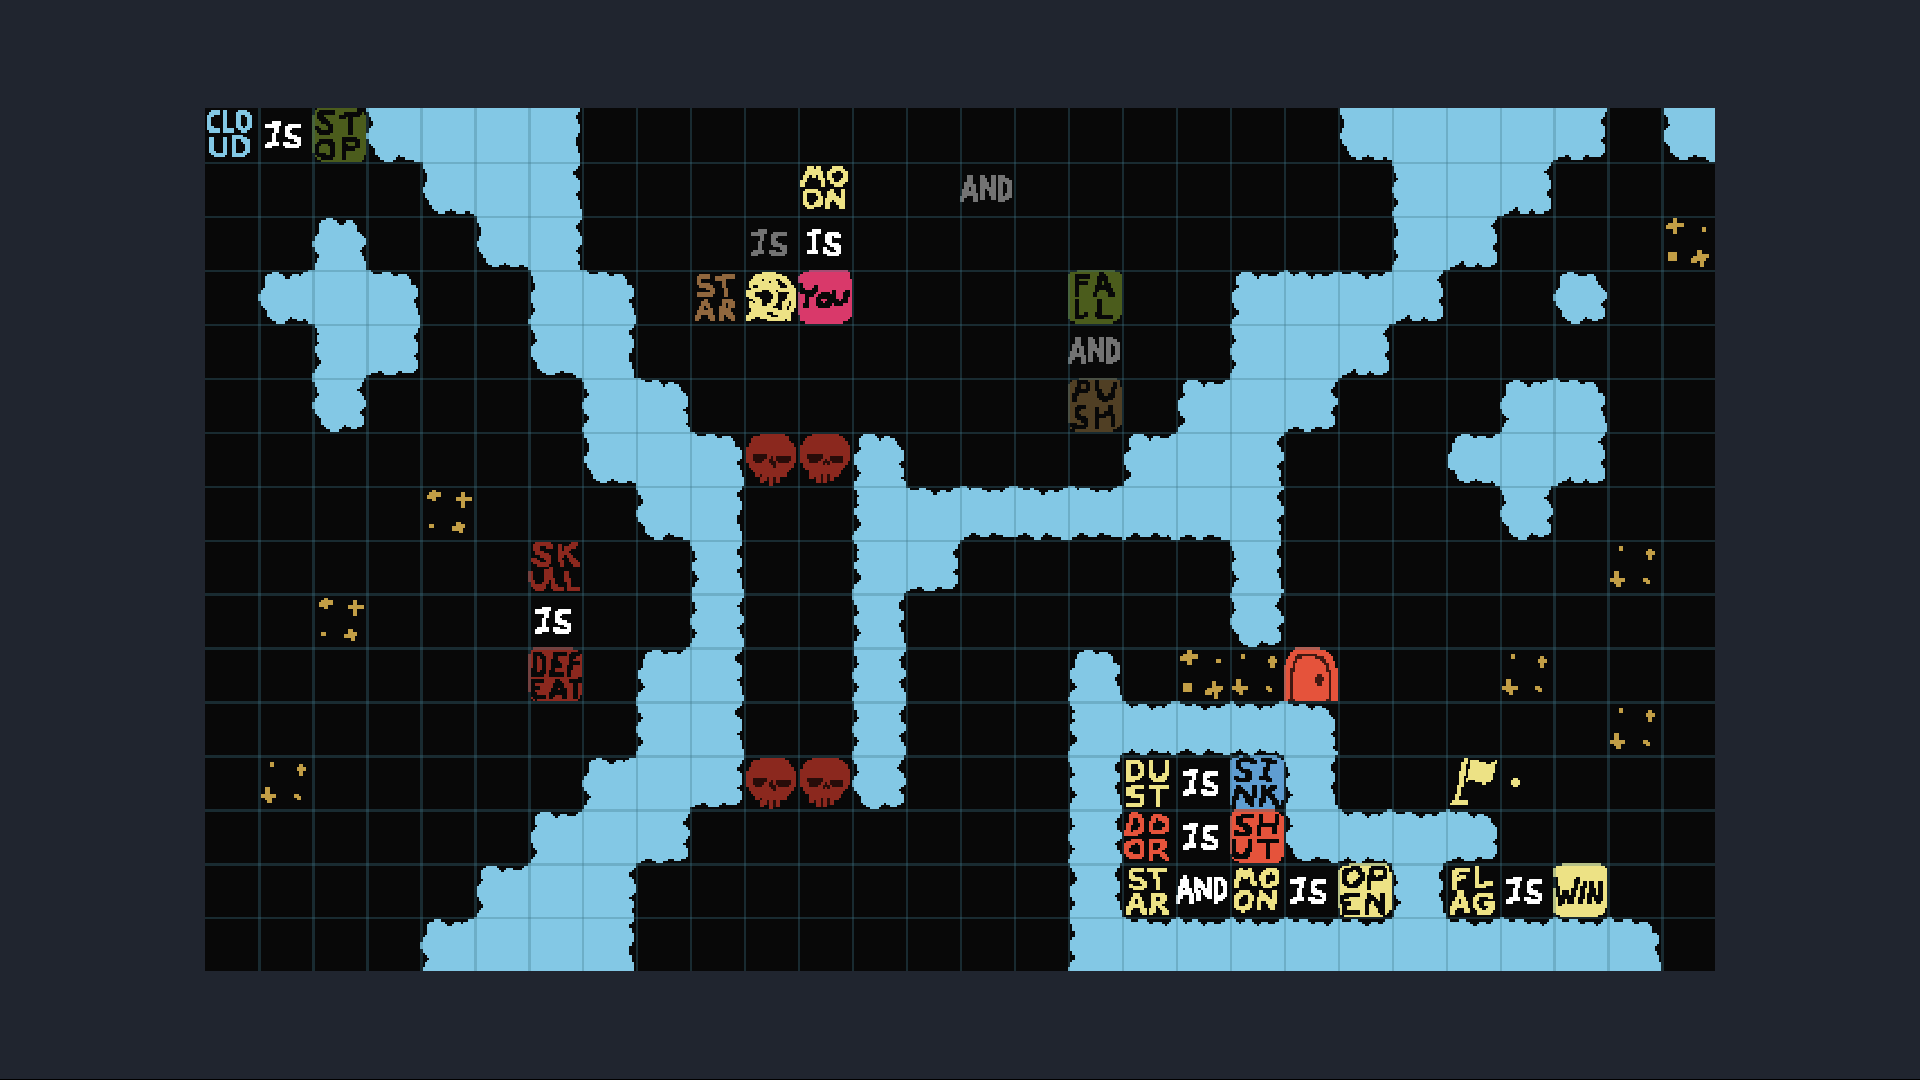 CLOUD IS STOP
MOON AND
IS IS
STAR YOU FALL
AND
PUSH
SKULL
IS
DEFEAT
DUST IS SINK
DOOR IS SHUT
STAR AND MOON IS OPEN FLAG IS WIN